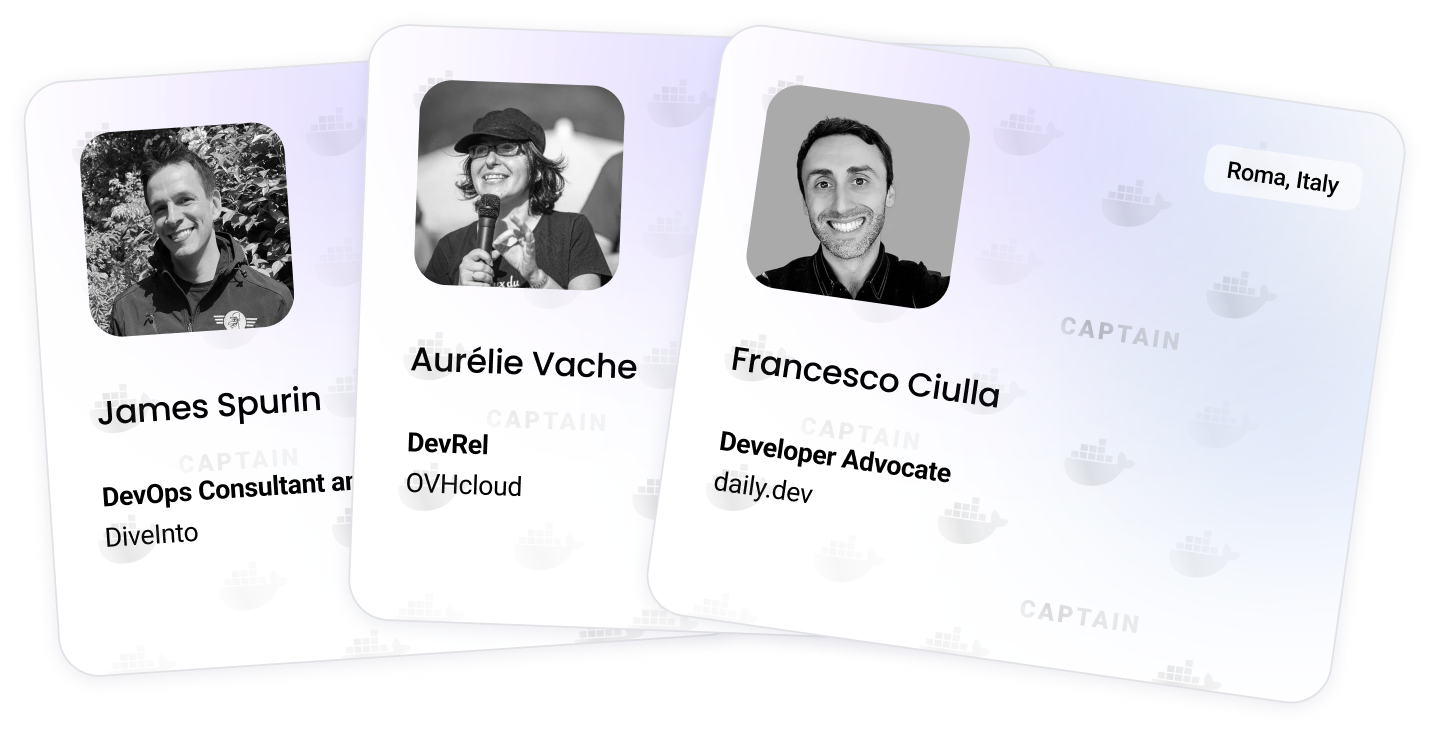 James Spurin
CAPTAIN
DevOps Consultant
DiveInto
Aurélie Vache
CAPTAIN
DevRel
OVHcloud
Roma, Italy
CAPTAIN
Francesco Ciulla
CAPTAIN
Developer Advocate
daily.dev
CAPTAIN